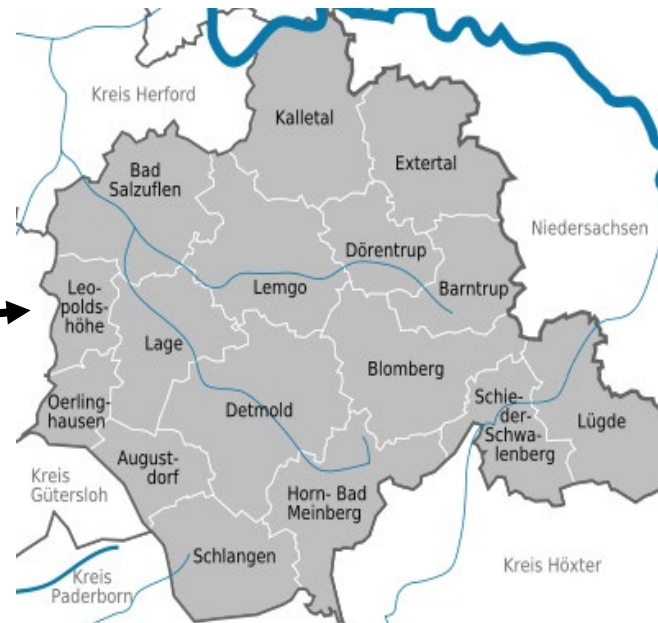 Kreis Herford
Kalletal
Extertal
Bad
Salzuflen
Niedersachsen
Dörentrup
Leo-
polds-
höhe
Lemgo
Barntrup
Lage
Blomberg
Oerling-
hausen
Detmold
Schie-
der-
Schwa-
lenberg
Lügde
August-
dorf
Kreis
Gütersloh
Horn- Bad
Meinberg
Schlangen
Kreis Höxter
Kreis
Paderborn